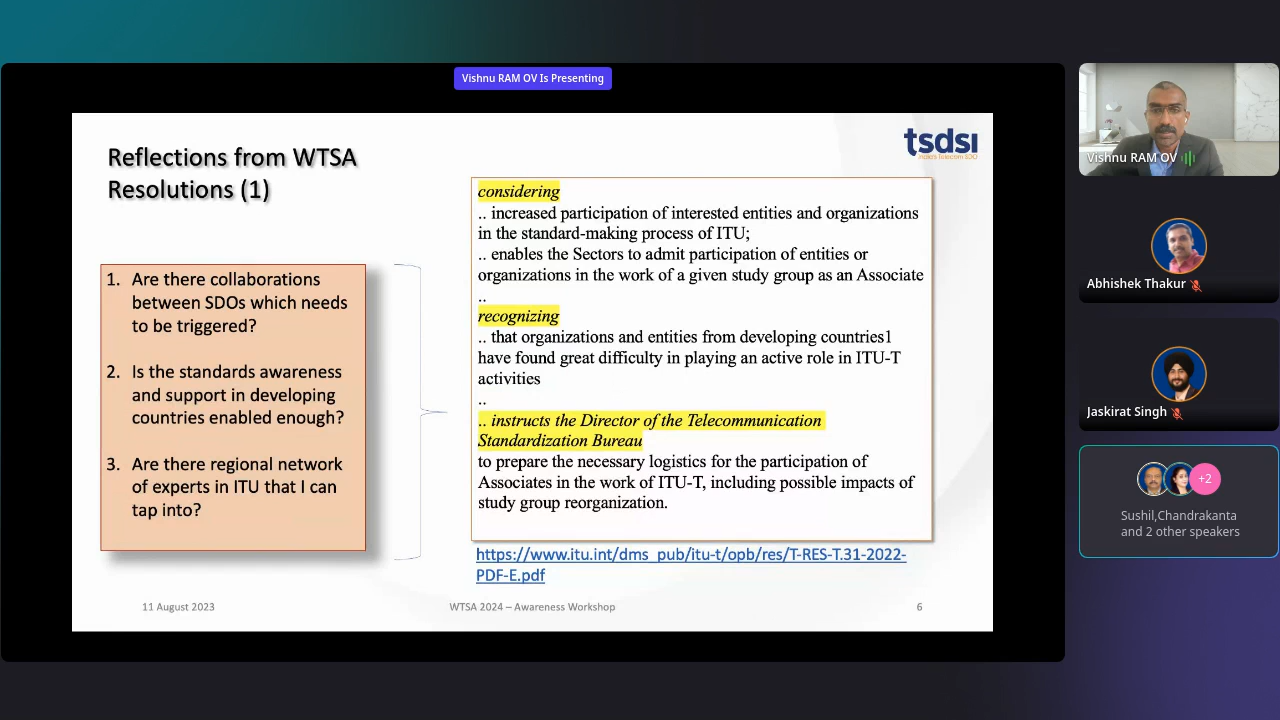 Vishnu RAM OV Is Presenting
Reflections from WTSA
Resolutions (1)
tsdsi
India's Telecom SDO
1. Are there collaborations
between SDOs which needs
to be triggered?
2. Is the standards awareness
and support in developing
countries enabled enough?
3. Are there regional network
of experts in ITU that I can
tap into?
considering
.. increased participation of interested entities and organizations
in the standard-making process of ITU;
.. enables the Sectors to admit participation of entities or
organizations in the work of a given study group as an Associate
..
recognizing
.. that organizations and entities from developing countries1
have found great difficulty in playing an active role in ITU-T
activities
..
.. instructs the Director of the Telecommunication
Standardization Bureau
to prepare the necessary logistics for the participation of
Associates in the work of ITU-T, including possible impacts of
study group reorganization.
https://www.itu.int/dms_pub/itu-t/opb/res/T-RES-T.31-2022-
PDF-E.pdf
11 August 2023
WTSA 2024 – Awareness Workshop
6
Vishnu RAM OV
Abhishek Thakur
Jaskirat Singh
+2
Sushil,Chandrakanta
and 2 other speakers